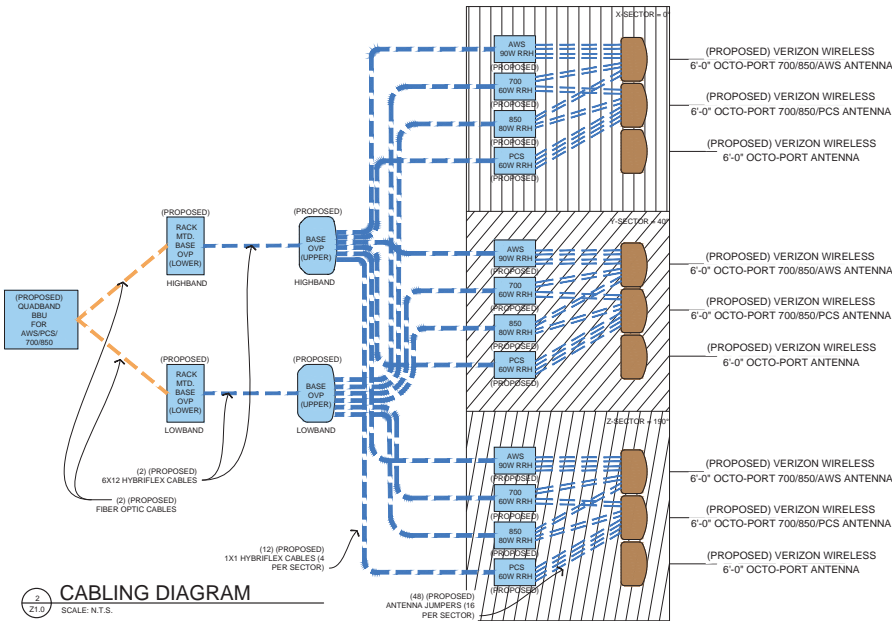 X-SECTOR = 0°
AWS
90W RRH
(PROPOSED)
700
60W RRH
(PROPOSED)
850
80W RRH
(PROPOSED)
PCS
60W RRH
(PROPOSED)
(PROPOSED) VERIZON WIRELESS
6'-0" OCTO-PORT 700/850/AWS ANTENNA
(PROPOSED) VERIZON WIRELESS
6'-0" OCTO-PORT 700/850/PCS ANTENNA
(PROPOSED) VERIZON WIRELESS
6'-0" OCTO-PORT ANTENNA
Y-SECTOR = 40°
AWS
90W RRH
(PROPOSED)
700
60W RRH
(PROPOSED)
850
80W RRH
(PROPOSED)
PCS
60W RRH
(PROPOSED)
(PROPOSED) VERIZON WIRELESS
6'-0" OCTO-PORT 700/850/AWS ANTENNA
(PROPOSED) VERIZON WIRELESS
6'-0" OCTO-PORT 700/850/PCS ANTENNA
(PROPOSED) VERIZON WIRELESS
6'-0" OCTO-PORT ANTENNA
Z-SECTOR = 190°
AWS
90W RRH
(PROPOSED)
700
60W RRH
(PROPOSED)
850
80W RRH
(PROPOSED)
PCS
60W RRH
(PROPOSED)
(PROPOSED) VERIZON WIRELESS
6'-0" OCTO-PORT 700/850/AWS ANTENNA
(PROPOSED) VERIZON WIRELESS
6'-0" OCTO-PORT 700/850/PCS ANTENNA
(PROPOSED) VERIZON WIRELESS
6'-0" OCTO-PORT ANTENNA
(PROPOSED)
RACK
MTD.
BASE
OVP
(LOWER)
HIGHBAND
(PROPOSED)
BASE
OVP
(UPPER)
HIGHBAND
(PROPOSED)
QUADBAND
BBU
FOR
AWS/PCS/
700/850
(PROPOSED)
RACK
MTD.
BASE
OVP
(LOWER)
LOWBAND
(PROPOSED)
BASE
OVP
(UPPER)
LOWBAND
(2) (PROPOSED)
6X12 HYBRIFLEX CABLES
(2) (PROPOSED)
FIBER OPTIC CABLES
(12) (PROPOSED)
1X1 HYBRIFLEX CABLES (4
PER SECTOR)
(48) (PROPOSED)
ANTENNA JUMPERS (16
PER SECTOR)
2
Z1.0
CABLING DIAGRAM
SCALE: N.T.S.